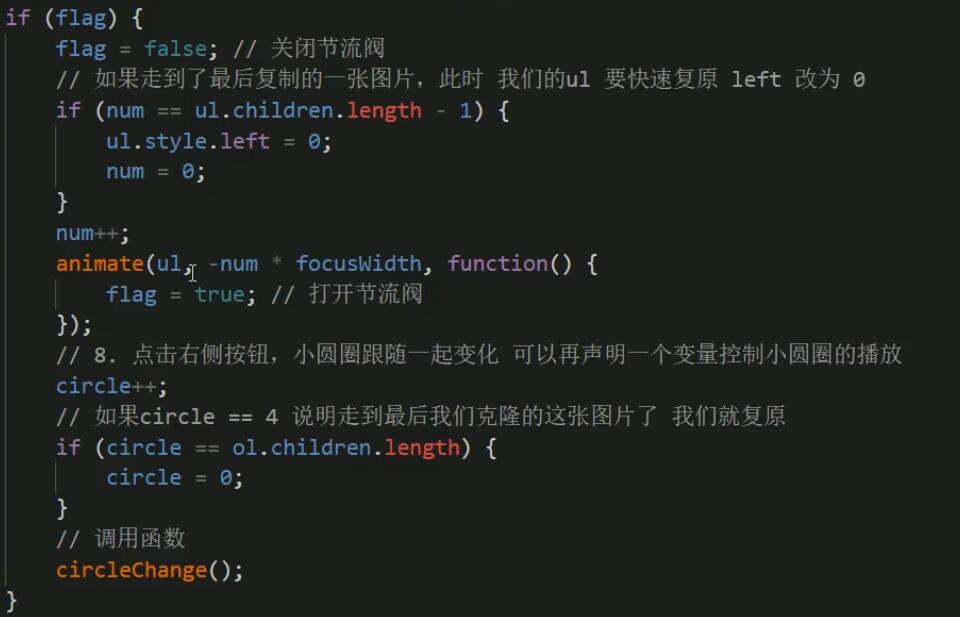 if (flag) {
flag = false; // 关闭节流阀
// 如果走到了最后复制的一张图片，此时 我们的ul 要快速复原 left 改为 0
if (num == ul.children.length - 1) {
ul.style.left = 0;
num = 0;
}
num++;
animate(ul, -num * focusWidth, function() {
flag = true; // 打开节流阀
});
// 8. 点击右侧按钮，小圆圈跟随一起变化 可以再声明一个变量控制小圆圈的播放
circle++;
// 如果circle == 4 说明走到最后我们克隆的这张图片了 我们就复原
if (circle == ol.children.length) {
circle = 0;
}
// 调用函数
circleChange();
}